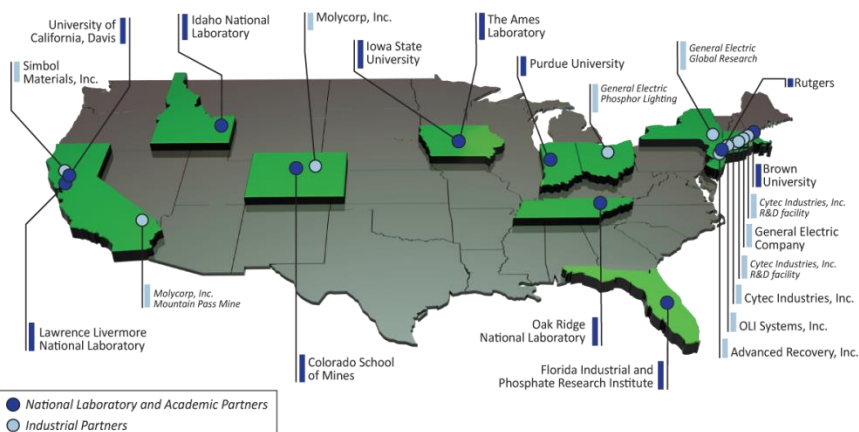 University of
California, Davis
Idaho National
Laboratory
Molycorp, Inc.
The Ames
Laboratory
Simbol
Materials, Inc.
Iowa State
University
Purdue University
General Electric
Global Research
General Electric
Phosphor Lighting
Rutgers
Brown
University
Cytec Industries, Inc.
R&D facility
General Electric
Company
Cytec Industries, Inc.
R&D facility
Molycorp, Inc.
Mountain Pass Mine
Cytec Industries, Inc.
Lawrence Livermore
National Laboratory
Oak Ridge
National Laboratory
OLI Systems, Inc.
Colorado School
of Mines
Advanced Recovery, Inc.
Florida Industrial and
Phosphate Research Institute
National Laboratory and Academic Partners
Industrial Partners